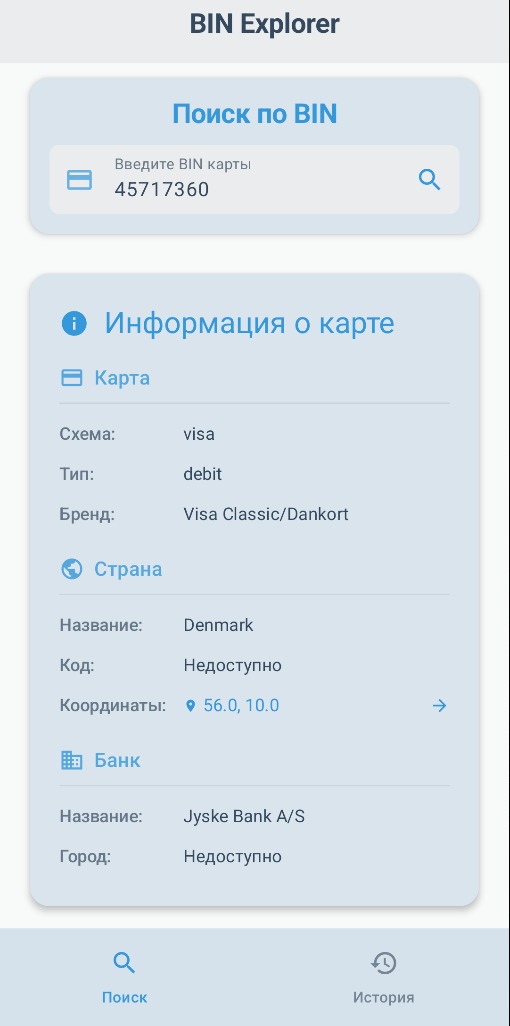 BIN Explorer
Поиск по BIN
Введите BIN карты
45717360
Информация о карте
Карта
Схема: visa
Тип: debit
Бренд: Visa Classic/Dankort
Страна
Название: Denmark
Код: Недоступно
Координаты: 56.0, 10.0
Банк
Название: Jyske Bank A/S
Город: Недоступно
Поиск История